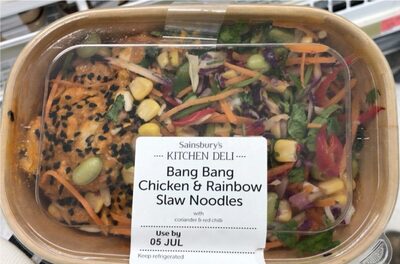 Sainsbury's
KITCHEN DELI
Bang Bang
Chicken & Rainbow
Slaw Noodles
with
coriander & red chilli
Use by
05 JUL
Keep refrigerated